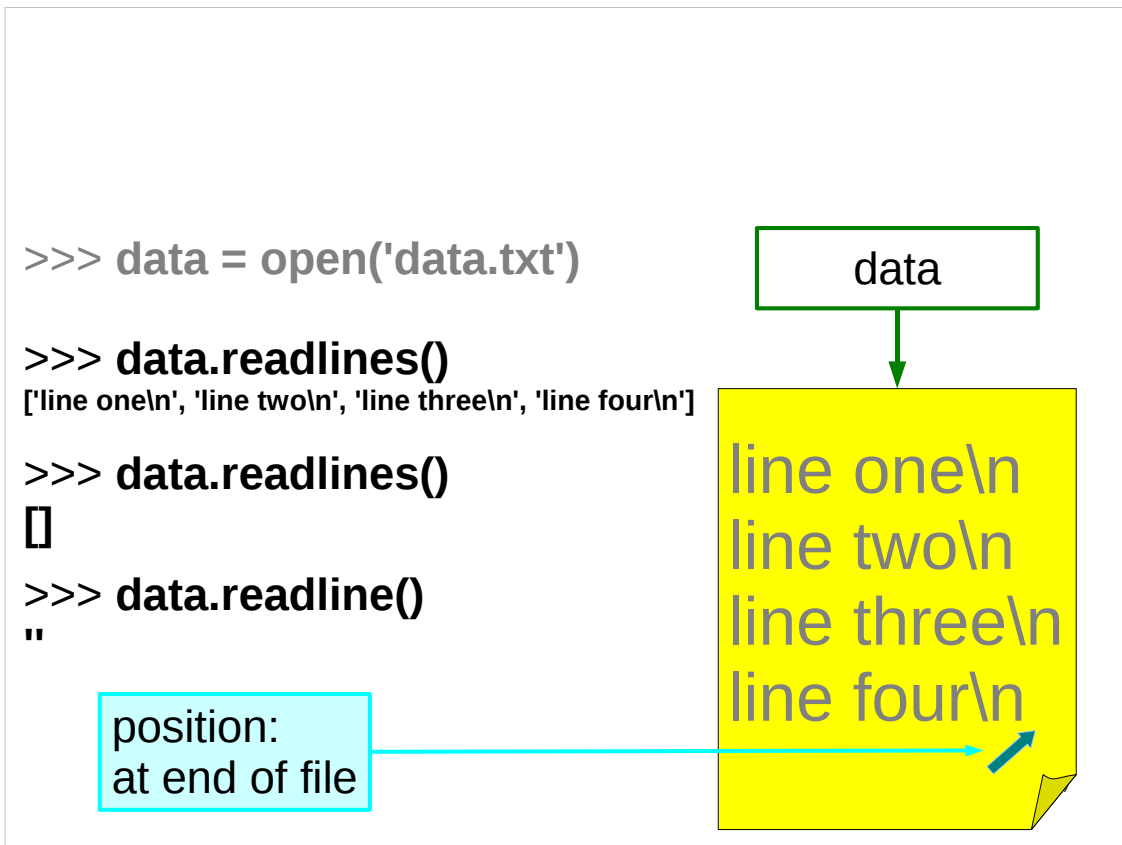 >>> data = open('data.txt')
>>> data.readlines()
['line one\n', 'line two\n', 'line three\n', 'line four\n']
>>> data.readlines()
[]
>>> data.readline()
''
position:
at end of file
data
line one\n
line two\n
line three\n
line four\n